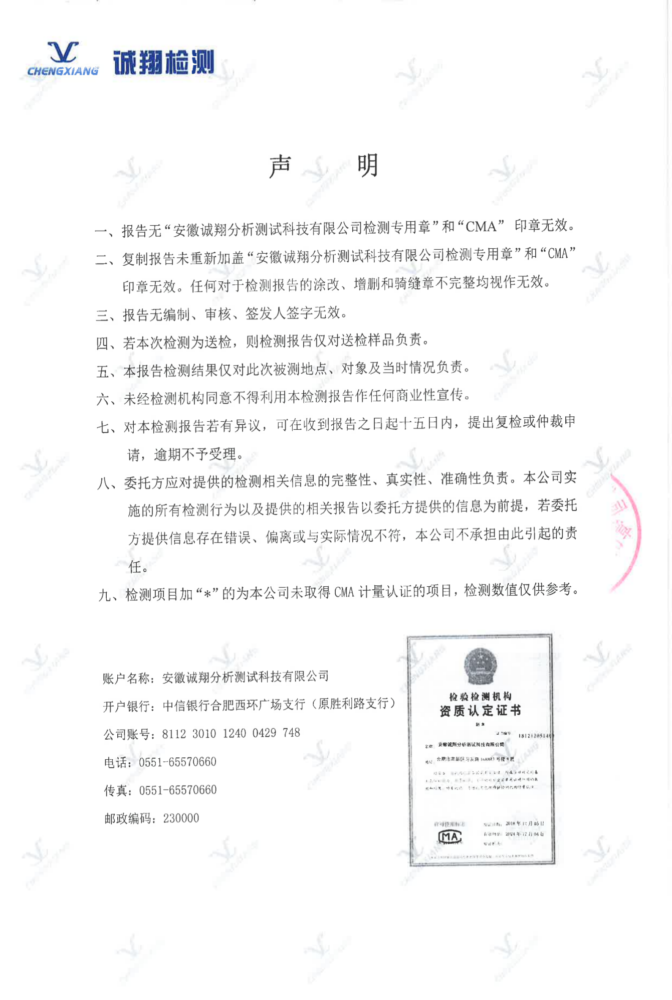 CHENGXIANG 诚翔检测
声 明
一、报告无“安徽诚翔分析测试科技有限公司检测专用章”和“CMA” 印章无效。
二、复制报告未重新加盖“安徽诚翔分析测试科技有限公司检测专用章”和“CMA”
印章无效。任何对于检测报告的涂改、增删和骑缝章不完整均视作无效。
三、报告无编制、审核、签发人签字无效。
四、若本次检测为送检，则检测报告仅对送检样品负责。
五、本报告检测结果仅对此次被测地点、对象及当时情况负责。
六、未经检测机构同意不得利用本检测报告作任何商业性宣传。
七、对本检测报告若有异议，可在收到报告之日起十五日内，提出复检或仲裁申
请，逾期不予受理。
八、委托方应对提供的检测相关信息的完整性、真实性、准确性负责。本公司实
施的所有检测行为以及提供的相关报告以委托方提供的信息为前提，若委托
方提供信息存在错误、偏离或与实际情况不符，本公司不承担由此引起的责
任。
九、检测项目加“*”的为本公司未取得 CMA 计量认证的项目，检测数值仅供参考。
账户名称：安徽诚翔分析测试科技有限公司
开户银行：中信银行合肥西环广场支行（原胜利路支行）
公司账号：8112 3010 1240 0429 748
电话：0551-65570660
传真：0551-65570660
邮政编码：230000
检验检测机构
资质认定证书
副本
证书编号
名称：安徽诚翔分析测试科技有限公司
许可使用标志
MA
2018年12月05日
2024年12月04日